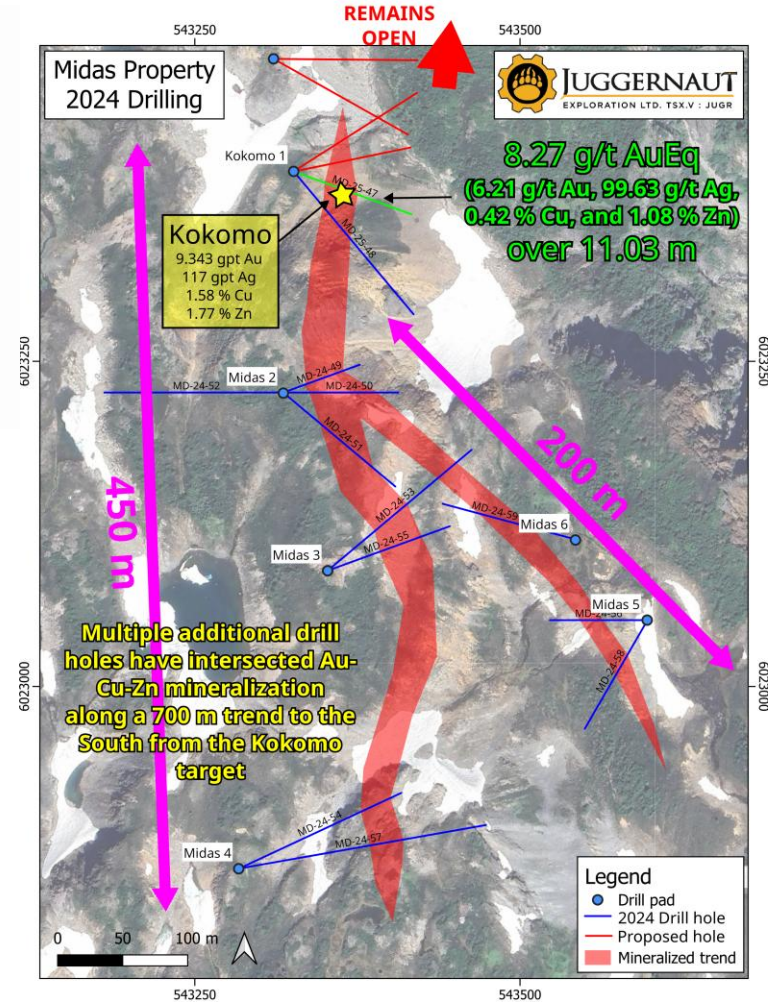 543250
543500
REMAINS
OPEN
Midas Property
2024 Drilling
JUGGERNAUT
EXPLORATION LTD. TSX.V : JUGR
Kokomo 1
8.27 g/t AuEq
(6.21 g/t Au, 99.63 g/t Ag,
0.42 % Cu, and 1.08 % Zn)
over 11.03 m
MD-25-47
MD-25-48
Kokomo
9.343 gpt Au
117 gpt Ag
1.58 % Cu
1.77 % Zn
6023250
6023250
Midas 2
MD-24-49
MD-24-52
MD-24-50
MD-24-51
200 m
450 m
MD-24-53
MD-24-59
Midas 6
MD-24-55
Midas 3
Midas 5
MD-24-56
MD-24-58
Multiple additional drill
holes have intersected Au-
Cu-Zn mineralization
along a 700 m trend to the
South from the Kokomo
target
6023000
6023000
MD-24-54
MD-24-57
Midas 4
Legend
Drill pad
2024 Drill hole
Proposed hole
Mineralized trend
0 50 100 m
543250
543500